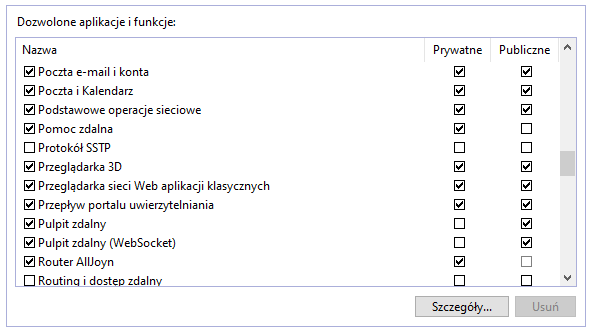 Dozwolone aplikacje i funkcje:
Nazwa Prywatne Publiczne
Poczta e-mail i konta
Poczta i Kalendarz
Podstawowe operacje sieciowe
Pomoc zdalna
Protokół SSTP
Przeglądarka 3D
Przeglądarka sieci Web aplikacji klasycznych
Przepływ portalu uwierzytelniania
Pulpit zdalny
Pulpit zdalny (WebSocket)
Router AllJoyn
Routing i dostęp zdalny
Szczegóły... Usuń